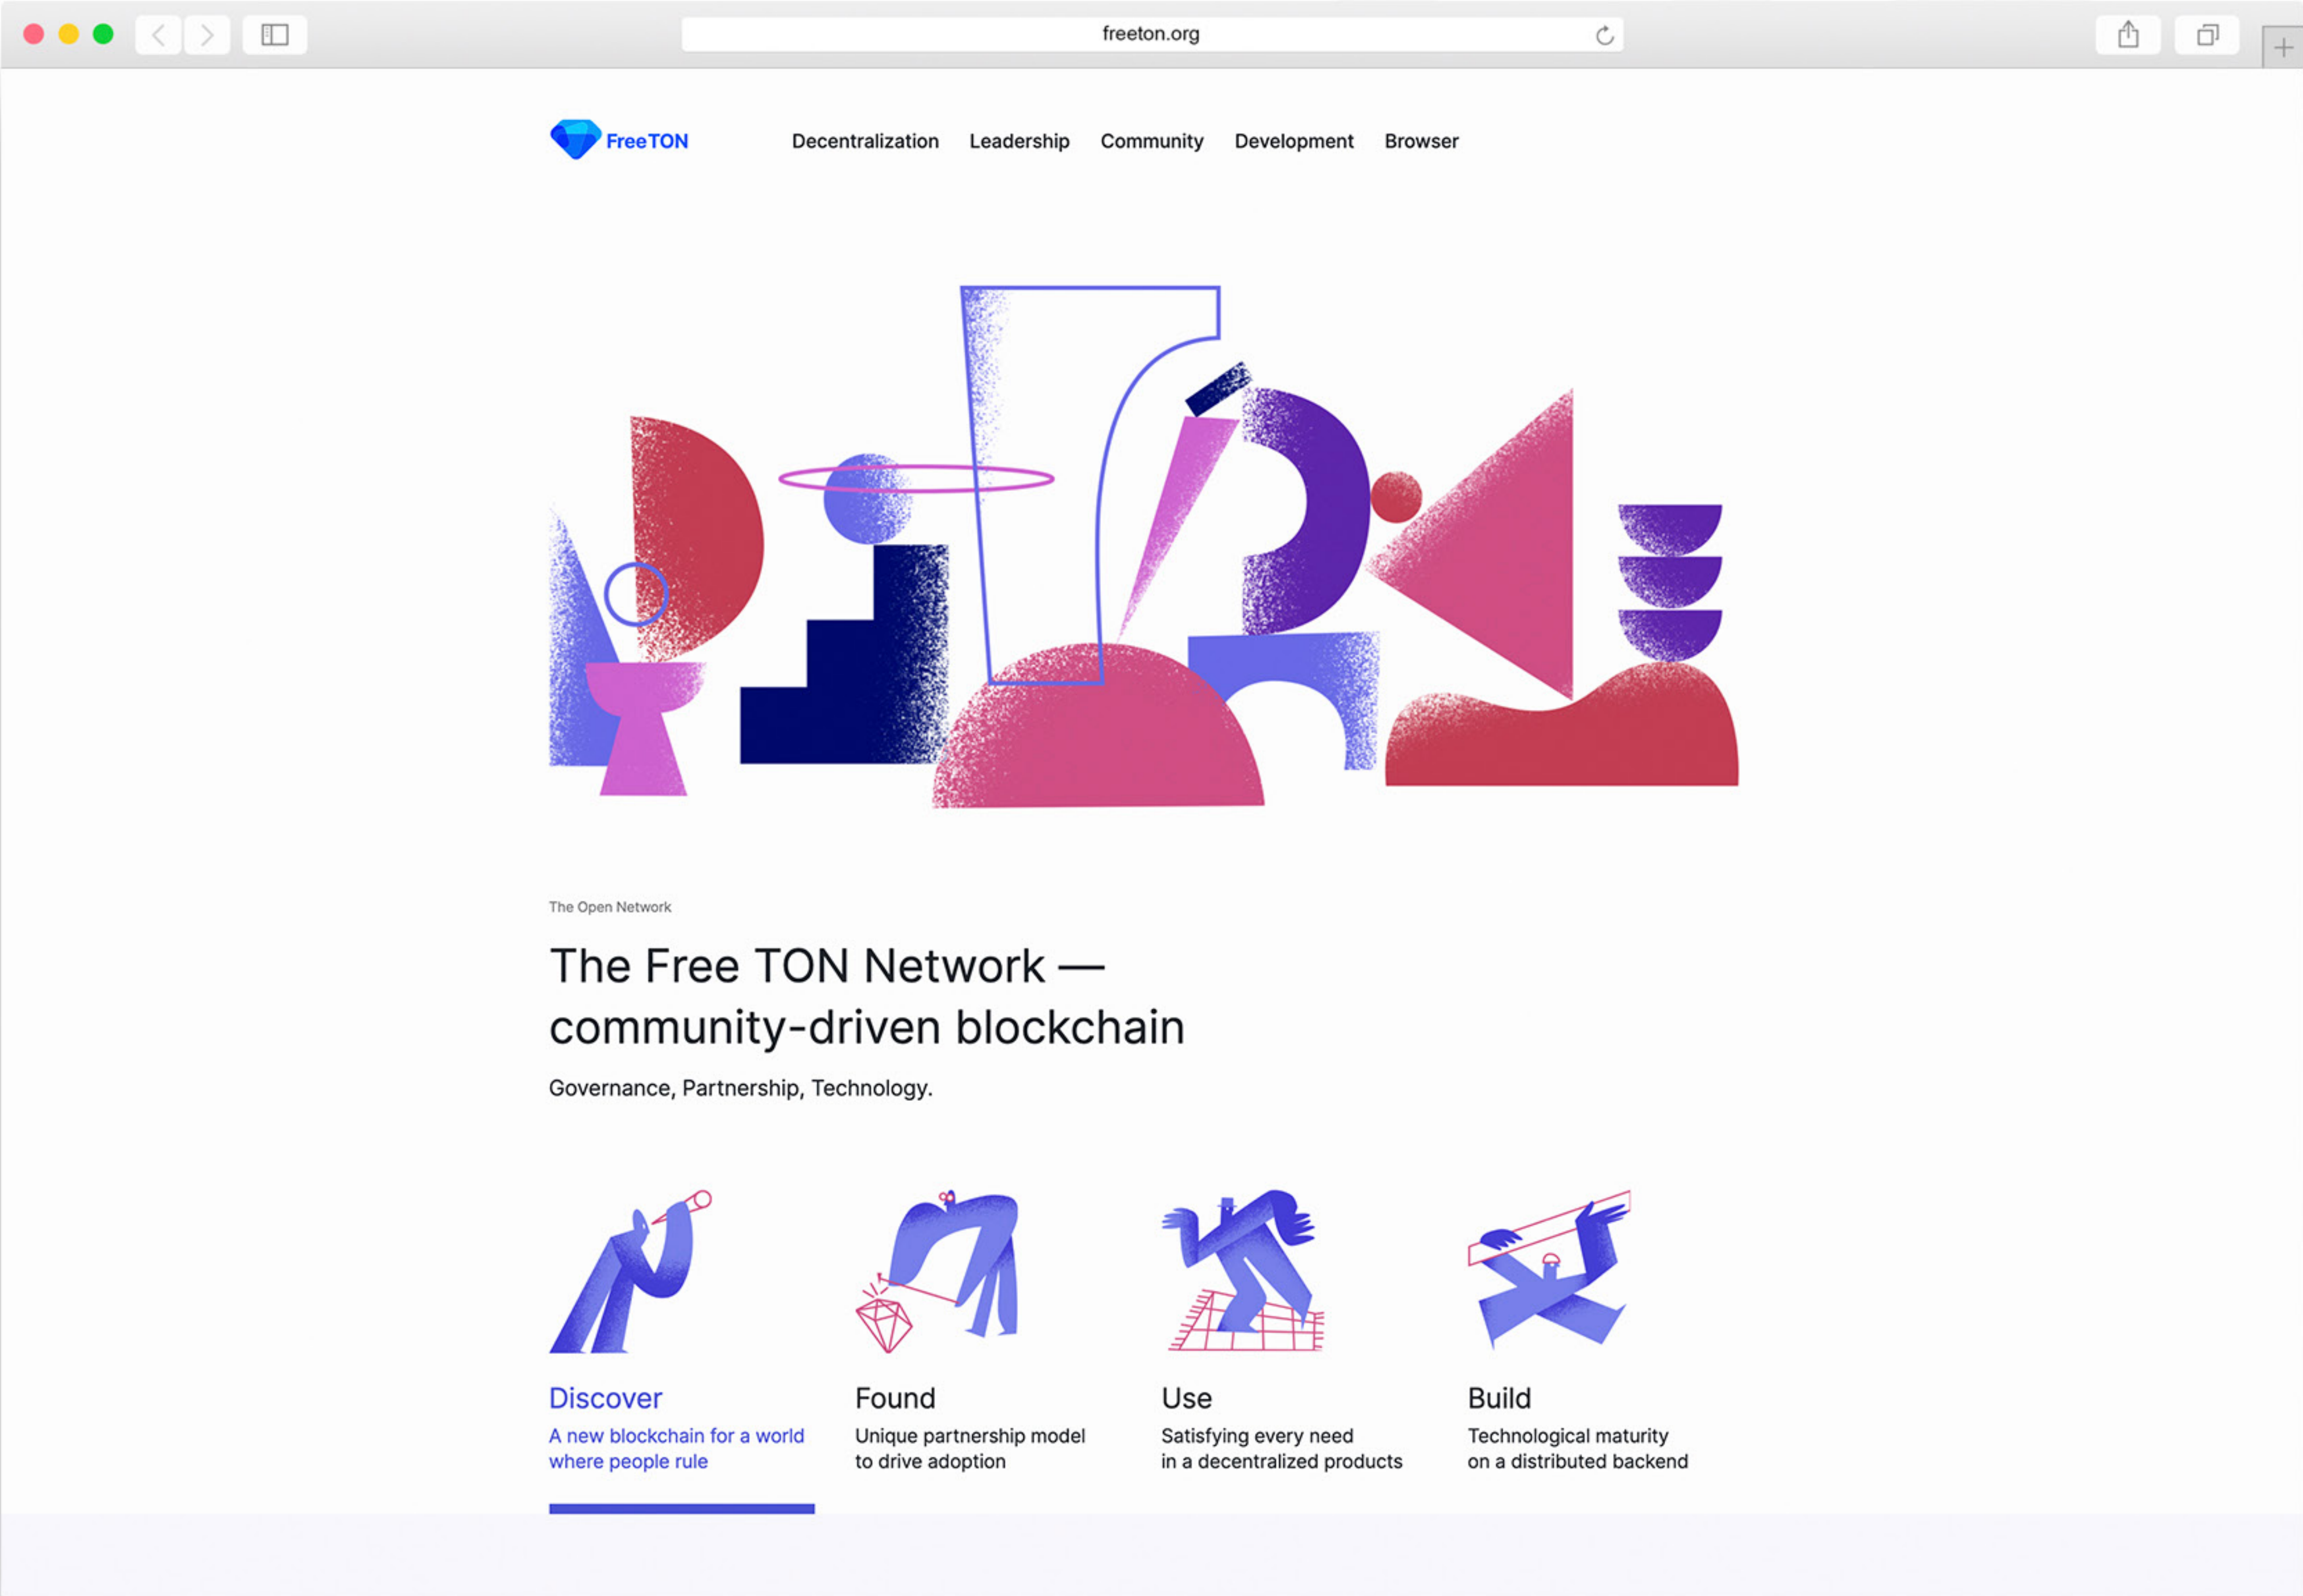 freeton.org
FreeTON
Decentralization Leadership Community Development Browser
The Open Network
The Free TON Network —
community-driven blockchain
Governance, Partnership, Technology.
Discover
A new blockchain for a world
where people rule
Found
Unique partnership model
to drive adoption
Use
Satisfying every need
in a decentralized products
Build
Technological maturity
on a distributed backend